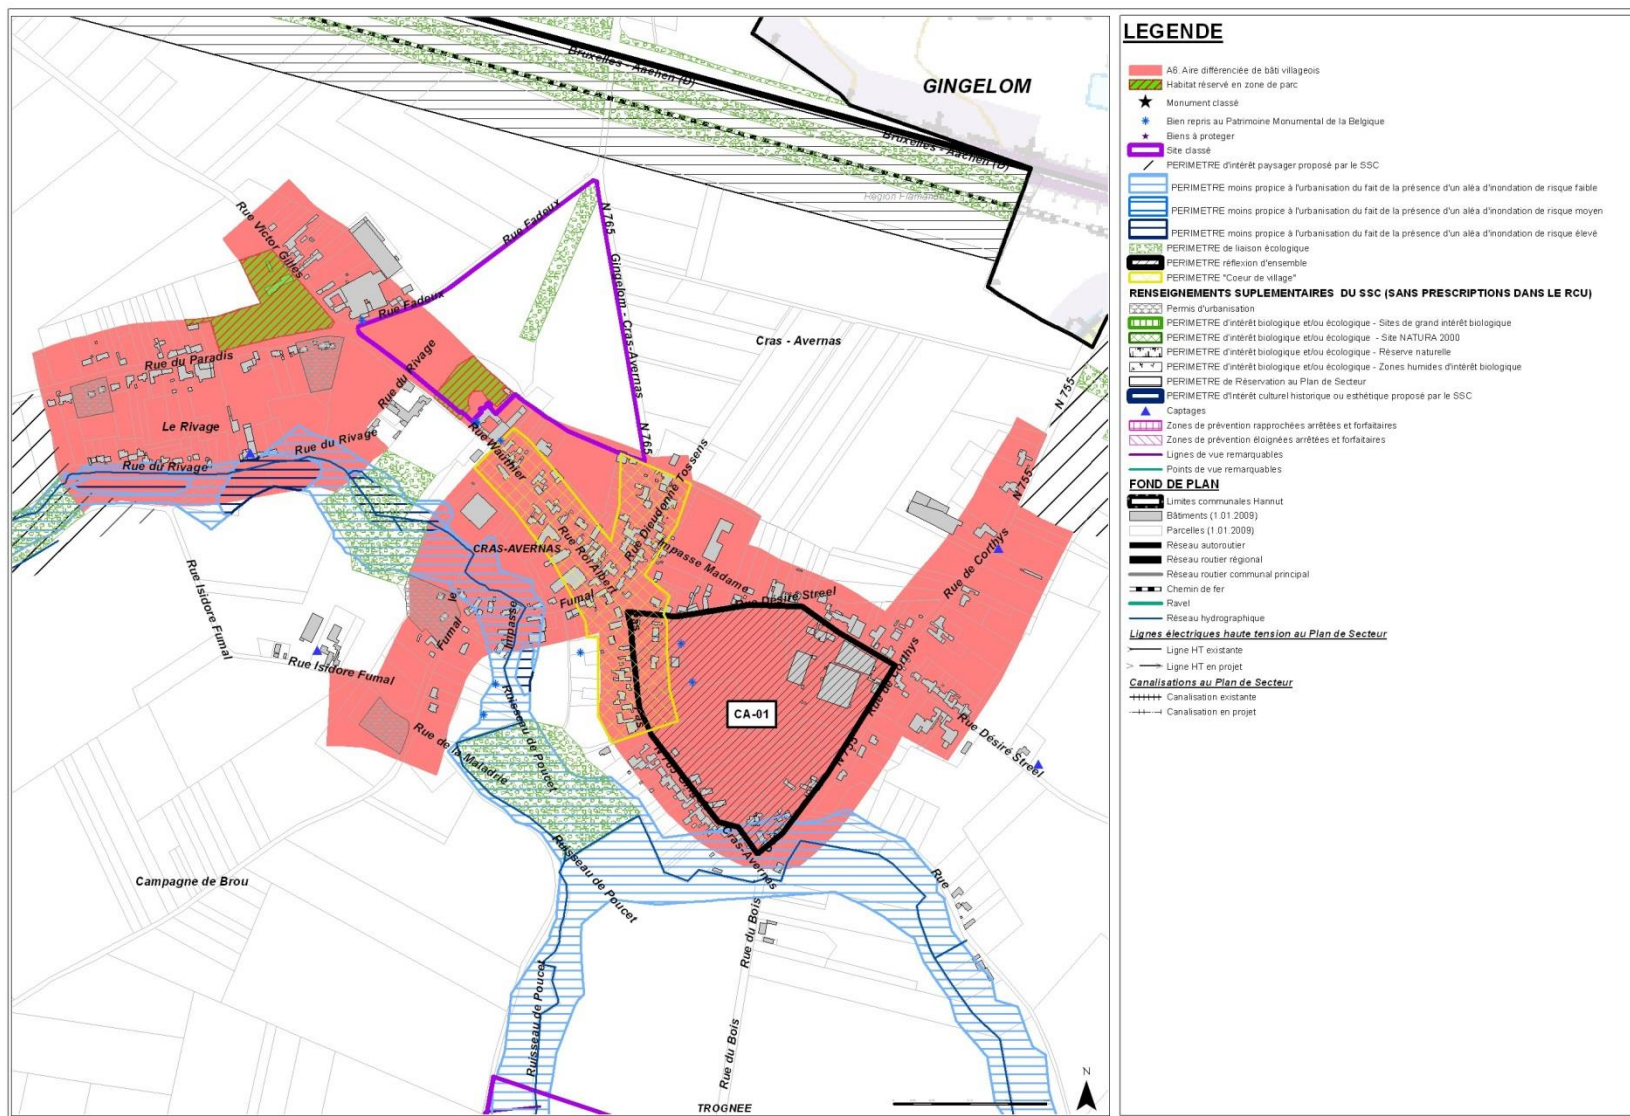 Bruxelles - Aachen (D)
GINGELOM
Bruxelles - Aachen (D)
Région Flamande
Rue Victor Gilles
Rue Fadoux
N 765
Gingelom - Cras-Avernas
Rue Fadoux
Cras - Avernas
N 755
Rue du Paradis
Rue du Rivage
Le Rivage
Rue du Rivage
Rue du Rivage
Rue Wauthier
N 765
Rue Dieudonné Tossens
N 755
CRAS-AVERNAS
Rue Roi Albert
Impasse Madame
Rue de Corthys
Rue Isidore Fumal
Fumal
le
Impasse
Fumal
Rue Désiré Streel
Rue Isidore Fumal
Rue de Corthys
Ruisseau de Poucet
CA-01
Rue Désiré Streel
Rue de la Maladrie
N 755
Cras-Avernas
Ruisseau de Poucet
Campagne de Brou
Rue
Rue du Bois
Ruisseau de Poucet
Rue du Bois
TROGNEE
N
LEGENDE
A6. Aire différenciée de bâti villageois
Habitat réservé en zone de parc
Monument classé
Bien repris au Patrimoine Monumental de la Belgique
Biens à proteger
Site classé
PERIMETRE d'intérêt paysager proposé par le SSC
PERIMETRE moins propice à l'urbanisation du fait de la présence d'un aléa d'inondation de risque faible
PERIMETRE moins propice à l'urbanisation du fait de la présence d'un aléa d'inondation de risque moyen
PERIMETRE moins propice à l'urbanisation du fait de la présence d'un aléa d'inondation de risque élevé
PERIMETRE de liaison écologique
PERIMETRE réflexion d'ensemble
PERIMETRE "Coeur de village"
RENSEIGNEMENTS SUPLEMENTAIRES DU SSC (SANS PRESCRIPTIONS DANS LE RCU)
Permis d'urbanisation
PERIMETRE d'intérêt biologique et/ou écologique - Sites de grand intérêt biologique
PERIMETRE d'intérêt biologique et/ou écologique - Site NATURA 2000
PERIMETRE d'intérêt biologique et/ou écologique - Réserve naturelle
PERIMETRE d'intérêt biologique et/ou écologique - Zones humides d'intérêt biologique
PERIMETRE de Réservation au Plan de Secteur
PERIMETRE d'Intérêt culturel historique ou esthétique proposé par le SSC
Captages
Zones de prévention rapprochées arrêtées et forfaitaires
Zones de prévention éloignées arrêtées et forfaitaires
Lignes de vue remarquables
Points de vue remarquables
FOND DE PLAN
Limites communales Hannut
Bâtiments (1.01.2009)
Parcelles (1.01.2009)
Réseau autoroutier
Réseau routier régional
Réseau routier communal principal
Chemin de fer
Ravel
Réseau hydrographique
Lignes électriques haute tension au Plan de Secteur
Ligne HT existante
Ligne HT en projet
Canalisations au Plan de Secteur
Canalisation existante
Canalisation en projet